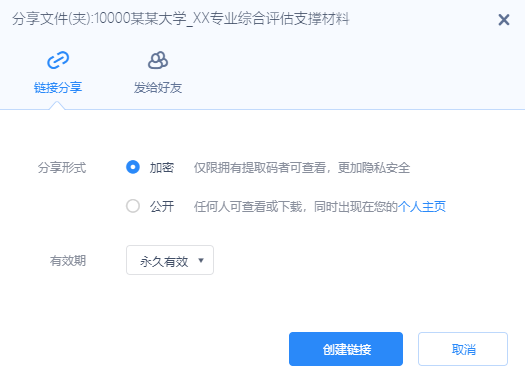 分享文件(夹):10000某某大学_XX专业综合评估支撑材料
链接分享 发给好友
分享形式 加密 仅限拥有提取码者可查看，更加隐私安全
公开 任何人可查看或下载，同时出现在您的个人主页
有效期 永久有效
创建链接 取消